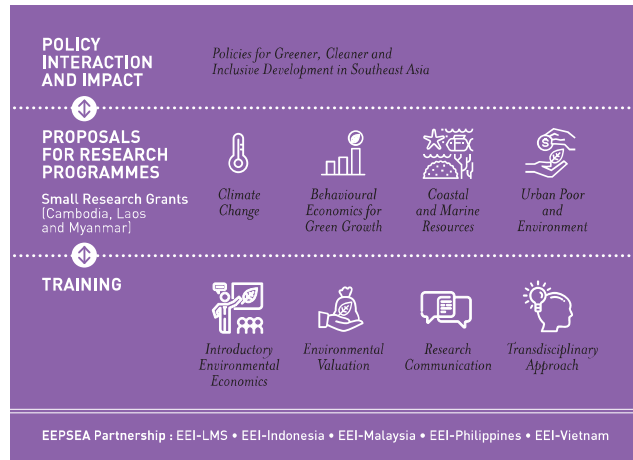 POLICY
INTERACTION
AND IMPACT
Policies for Greener, Cleaner and
Inclusive Development in Southeast Asia
PROPOSALS
FOR RESEARCH
PROGRAMMES
Small Research Grants
(Cambodia, Laos
and Myanmar)
Climate
Change
Behavioural
Economics for
Green Growth
Coastal
and Marine
Resources
Urban Poor
and
Environment
TRAINING
Introductory
Environmental
Economics
Environmental
Valuation
Research
Communication
Transdisciplinary
Approach
EEPSEA Partnership : EEI-LMS • EEI-Indonesia • EEI-Malaysia • EEI-Philippines • EEI-Vietnam